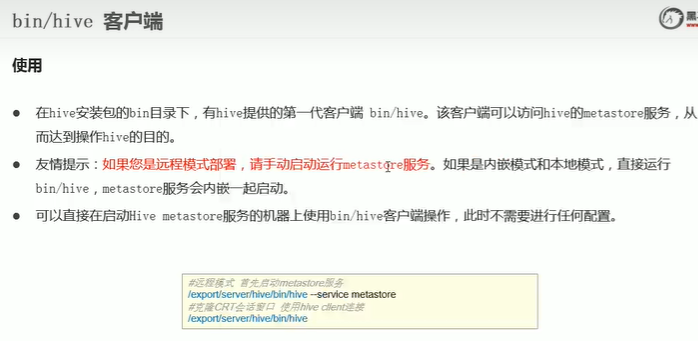 bin/hive 客户端
黑
使用
● 在hive安装包的bin目录下，有hive提供的第一代客户端 bin/hive。该客户端可以访问hive的metastore服务，从
而达到操作hive的目的。
● 友情提示：如果您是远程模式部署，请手动启动运行metastore服务。如果是内嵌模式和本地模式，直接运行
bin/hive，metastore服务会内嵌一起启动。
● 可以直接在启动Hive metastore服务的机器上使用bin/hive客户端操作，此时不需要进行任何配置。
#远程模式 首先启动metastore服务
/export/server/hive/bin/hive --service metastore
#克隆CRT会话窗口 使用hive client连接
/export/server/hive/bin/hive